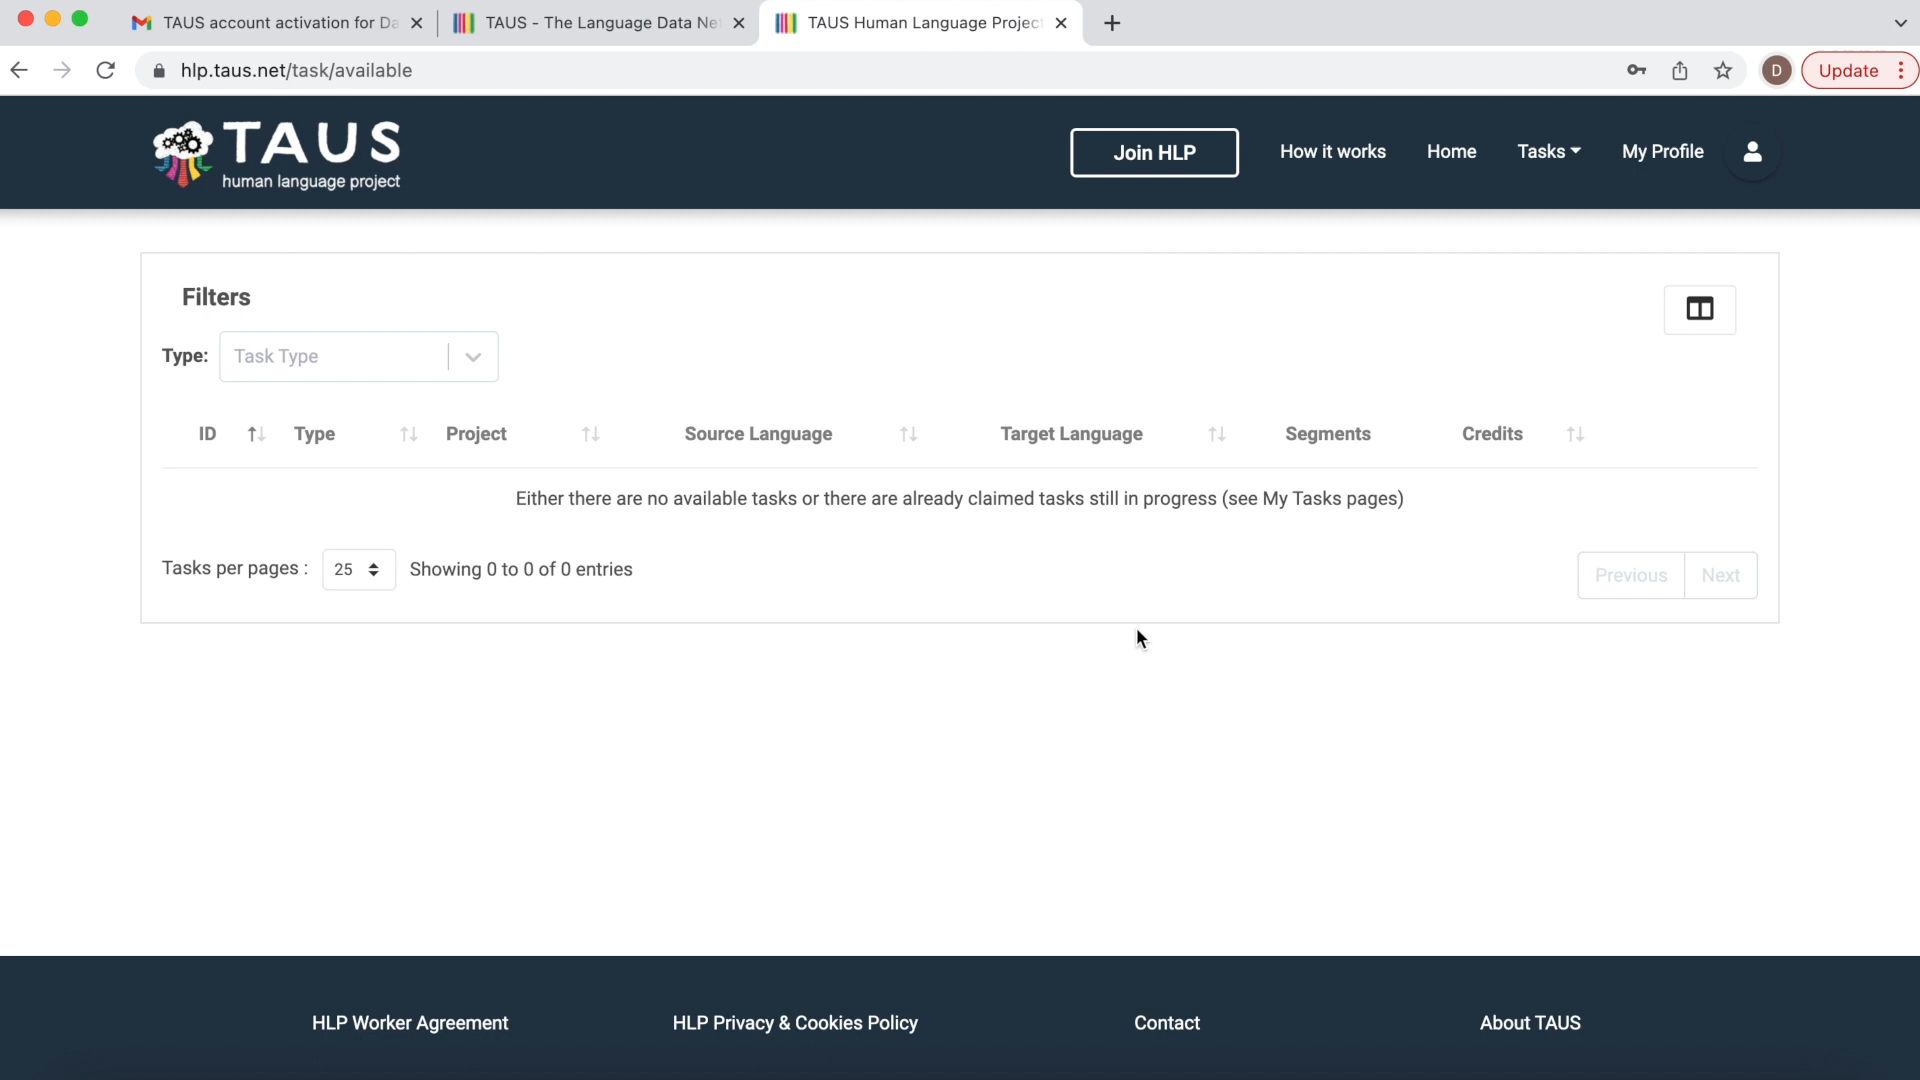 TAUS account activation for Da
TAUS - The Language Data Ne
TAUS Human Language Projec
hlp.taus.net/task/available
D
Update
TAUS
human language project
Join HLP
How it works
Home
Tasks
My Profile
Filters
Type:
Task Type
ID
Type
Project
Source Language
Target Language
Segments
Credits
Either there are no available tasks or there are already claimed tasks still in progress (see My Tasks pages)
Tasks per pages :
25
Showing 0 to 0 of 0 entries
Previous
Next
HLP Worker Agreement
HLP Privacy & Cookies Policy
Contact
About TAUS